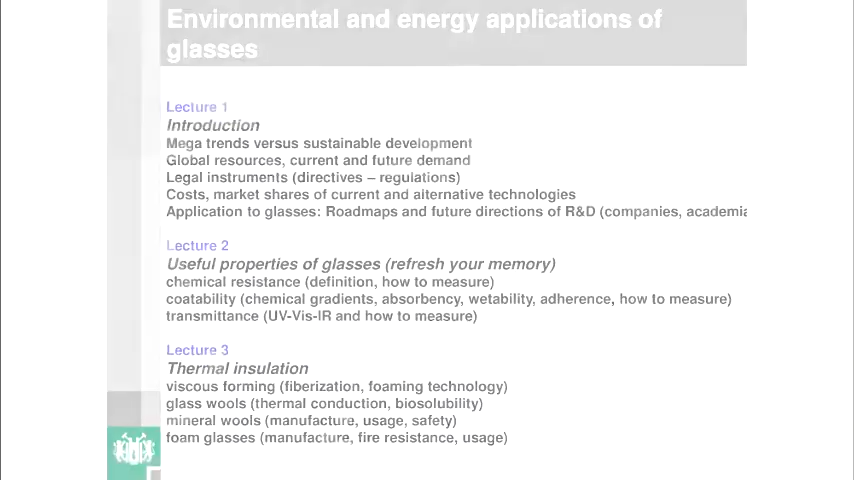 Environmental and energy applications of
glasses
Lecture 1
Introduction
Mega trends versus sustainable development
Global resources, current and future demand
Legal instruments (directives – regulations)
Costs, market shares of current and alternative technologies
Application to glasses: Roadmaps and future directions of R&D (companies, academia
Lecture 2
Useful properties of glasses (refresh your memory)
chemical resistance (definition, how to measure)
coatability (chemical gradients, absorbency, wetability, adherence, how to measure)
transmittance (UV-Vis-IR and how to measure)
Lecture 3
Thermal insulation
viscous forming (fiberization, foaming technology)
glass wools (thermal conduction, biosolubility)
mineral wools (manufacture, usage, safety)
foam glasses (manufacture, fire resistance, usage)